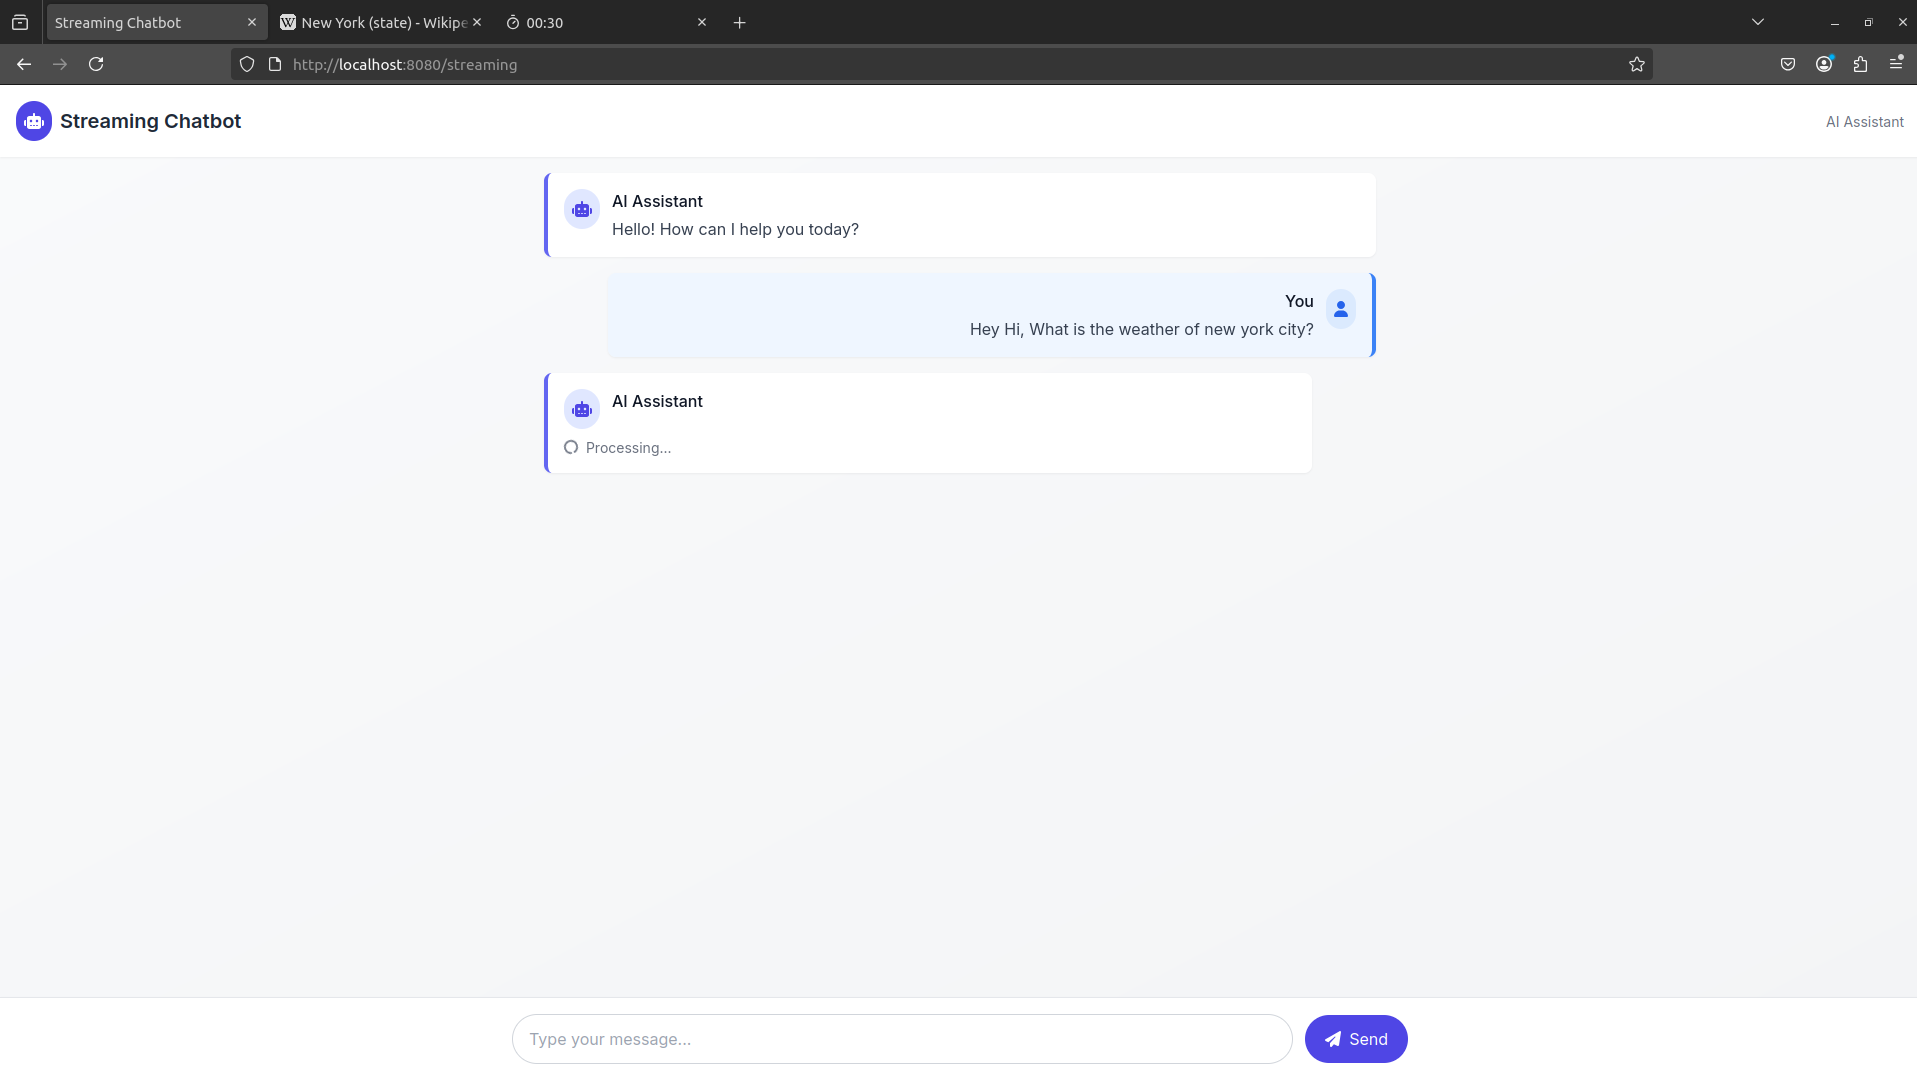 Streaming Chatbot
New York (state) - Wikipe
00:30
http://localhost:8080/streaming
Streaming Chatbot
AI Assistant
AI Assistant
Hello! How can I help you today?
You
Hey Hi, What is the weather of new york city?
AI Assistant
Processing...
Type your message...
Send